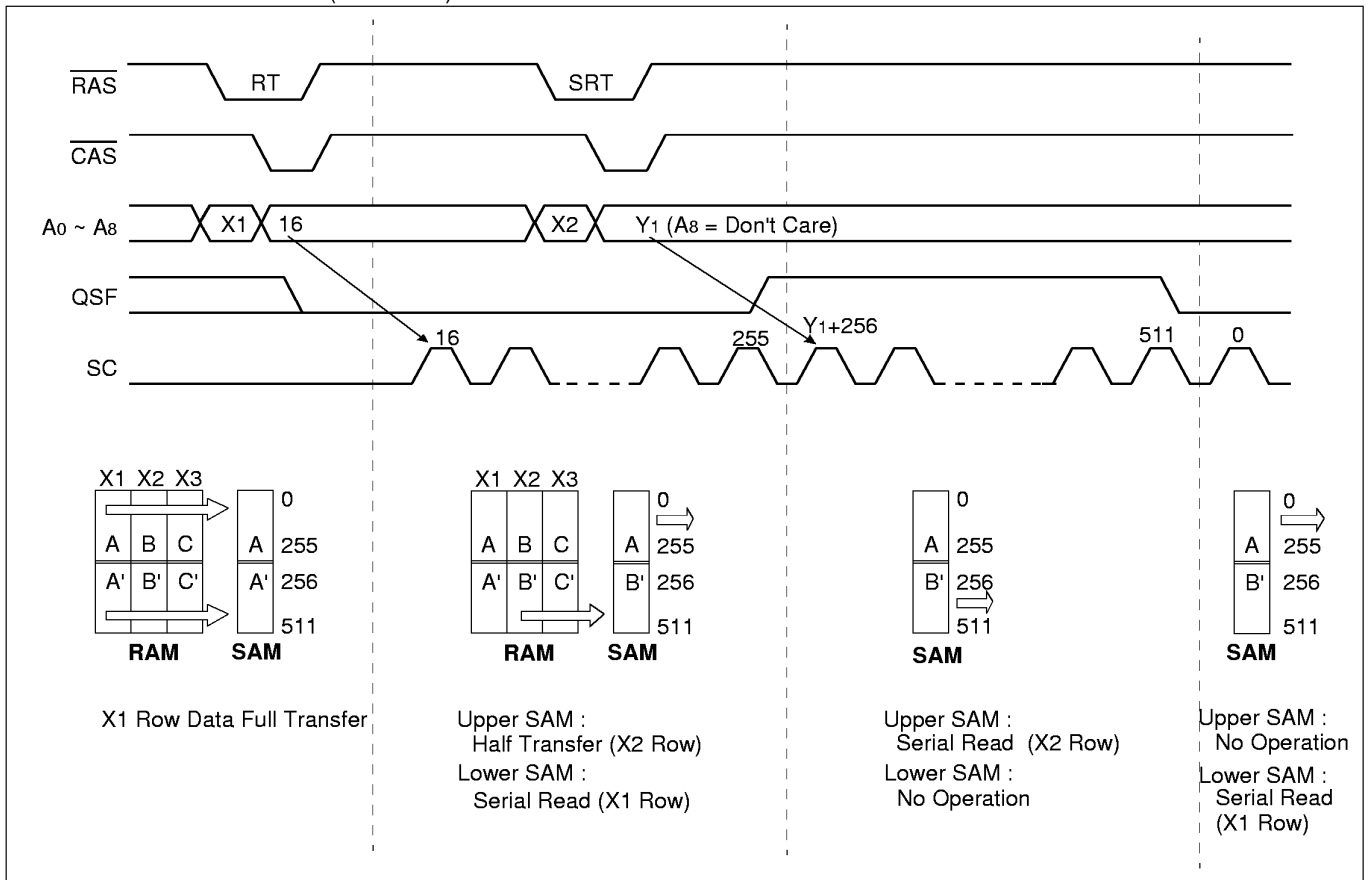 RAS RT SRT
CAS
A0 ~ A8 X1 16 X2 Y1 (A8 = Don't Care)
QSF
SC 16 255 Y1+256 511 0
X1 X2 X3
A B C
A' B' C'
RAM
A
A'
0
255
256
511
SAM
X1 Row Data Full Transfer
X1 X2 X3
A B C
A' B' C'
RAM
A
B'
0
255
256
511
SAM
Upper SAM :
Half Transfer (X2 Row)
Lower SAM :
Serial Read (X1 Row)
A
B'
0
255
256
511
SAM
Upper SAM :
Serial Read (X2 Row)
Lower SAM :
No Operation
A
B'
0
255
256
511
SAM
Upper SAM :
No Operation
Lower SAM :
Serial Read
(X1 Row)